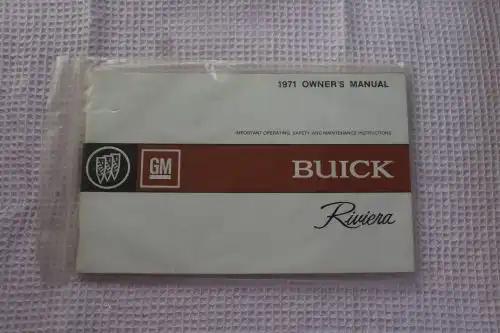 1971 OWNER'S MANUAL
IMPORTANT OPERATING, SAFETY AND MAINTENANCE INSTRUCTIONS
GM
BUICK
Riviera